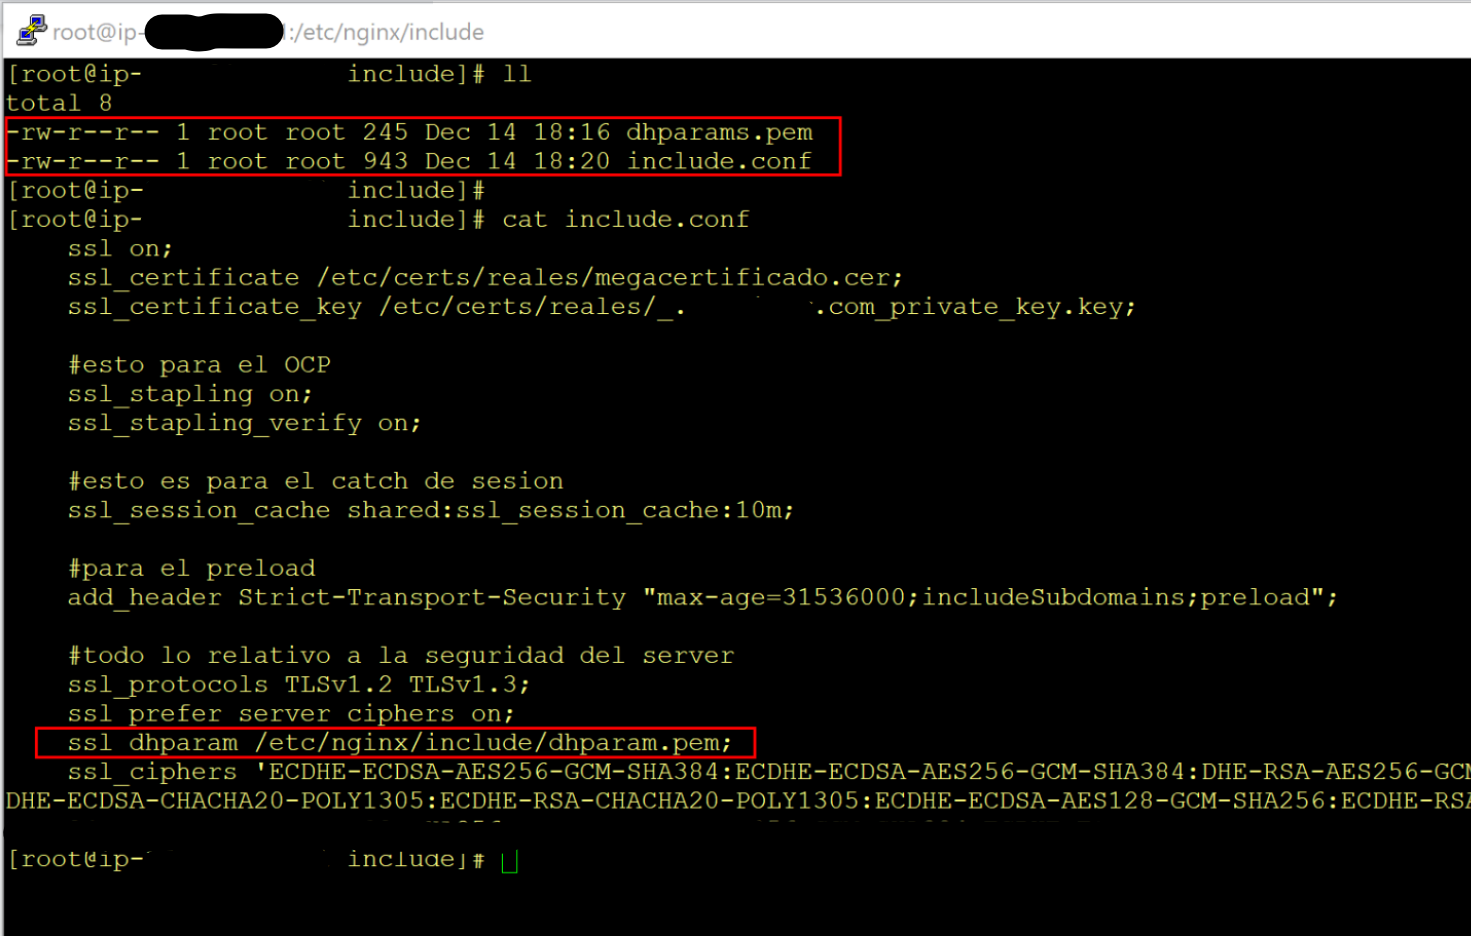 root@ip- :/etc/nginx/include
[root@ip- include]# ll
total 8
-rw-r--r-- 1 root root 245 Dec 14 18:16 dhparams.pem
-rw-r--r-- 1 root root 943 Dec 14 18:20 include.conf
[root@ip- include]#
[root@ip- include]# cat include.conf
ssl on;
ssl_certificate /etc/certs/reales/megacertificado.cer;
ssl_certificate_key /etc/certs/reales/_. .com_private_key.key;
#esto para el OCP
ssl_stapling on;
ssl_stapling_verify on;
#esto es para el catch de sesion
ssl_session_cache shared:ssl_session_cache:10m;
#para el preload
add_header Strict-Transport-Security "max-age=31536000;includeSubdomains;preload";
#todo lo relativo a la seguridad del server
ssl_protocols TLSv1.2 TLSv1.3;
ssl_prefer_server_ciphers on;
ssl_dhparam /etc/nginx/include/dhparam.pem;
ssl_ciphers 'ECDHE-ECDSA-AES256-GCM-SHA384:ECDHE-ECDSA-AES256-GCM-SHA384:DHE-RSA-AES256-GCM
DHE-ECDSA-CHACHA20-POLY1305:ECDHE-RSA-CHACHA20-POLY1305:ECDHE-ECDSA-AES128-GCM-SHA256:ECDHE-RSA
[root@ip- include]#